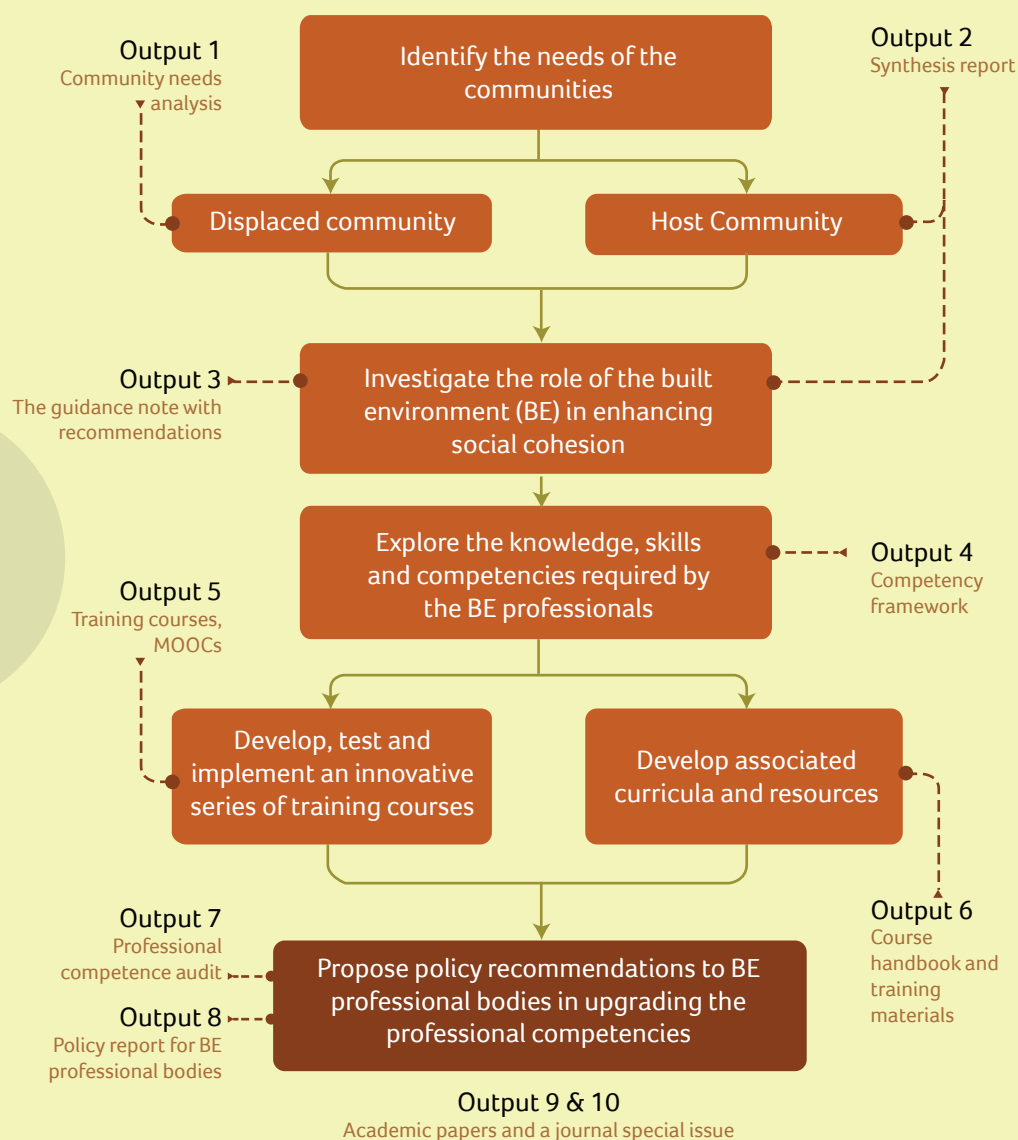 Output 1
Community needs
analysis
Identify the needs of the
communities
Output 2
Synthesis report
Displaced community
Host Community
Output 3
The guidance note with
recommendations
Investigate the role of the built
environment (BE) in enhancing
social cohesion
Explore the knowledge, skills
and competencies required by
the BE professionals
Output 4
Competency
framework
Output 5
Training courses,
MOOCs
Develop, test and
implement an innovative
series of training courses
Develop associated
curricula and resources
Output 6
Course
handbook and
training
materials
Output 7
Professional
competence audit
Output 8
Policy report for BE
professional bodies
Propose policy recommendations to BE
professional bodies in upgrading the
professional competencies
Output 9 & 10
Academic papers and a journal special issue